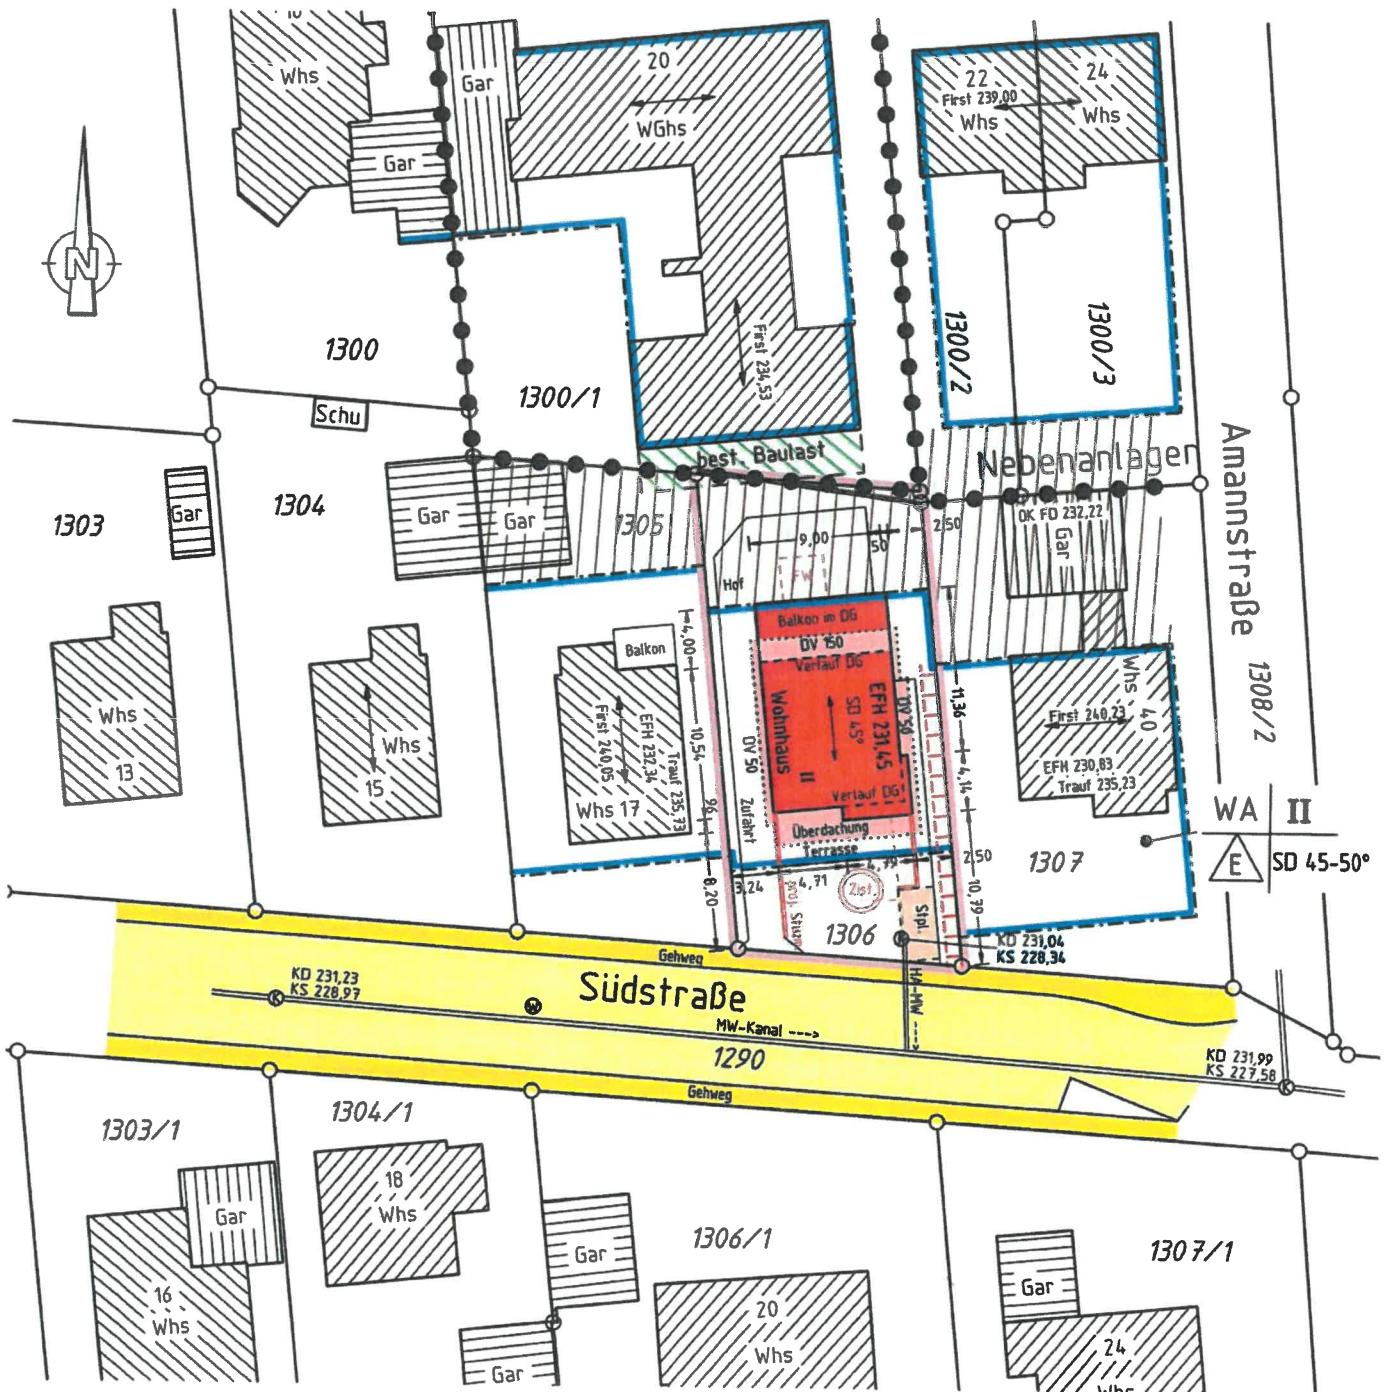 Whs
Gar
20
WGhs
22
First 239,00
Whs
24
Whs
Gar
N
1300
1300/1
First 234,53
1300/2
1300/3
Schu
best. Baulast
Nebenanlagen
Amannstraße
1308/2
1303
Gar
1304
Gar
Gar
1305
9,00
50
2,50
OK FD 232,22
Gar
Hof
FW
Balkon im DG
DV 150
Verlauf DG
Wohnhaus
II
SD 45°
EFH 231,45
DV 50
Verlauf DG
DV 50
Zufahrt
Überdachung
Terrasse
4,00
10,54
96
8,20
11,36
4,14
10,79
2,50
3,24
4,71
4,79
Zist.
Stpl.
1306
Balkon
First 240,05
EFH 232,34
Trauf 235,73
Whs 17
Whs
13
Whs
15
Whs 40
First 240,23
EFH 230,83
Trauf 235,23
1307
WA
II
E
SD 45-50°
KD 231,04
KS 228,34
Gehweg
Südstraße
KD 231,23
KS 228,97
K
W
K
MW-Kanal --->
HA-MW --->
1290
KD 231,99
KS 227,58
K
Gehweg
1303/1
1304/1
Gar
18
Whs
16
Whs
Gar
1306/1
1307/1
Gar
20
Whs
Gar
24
Whs